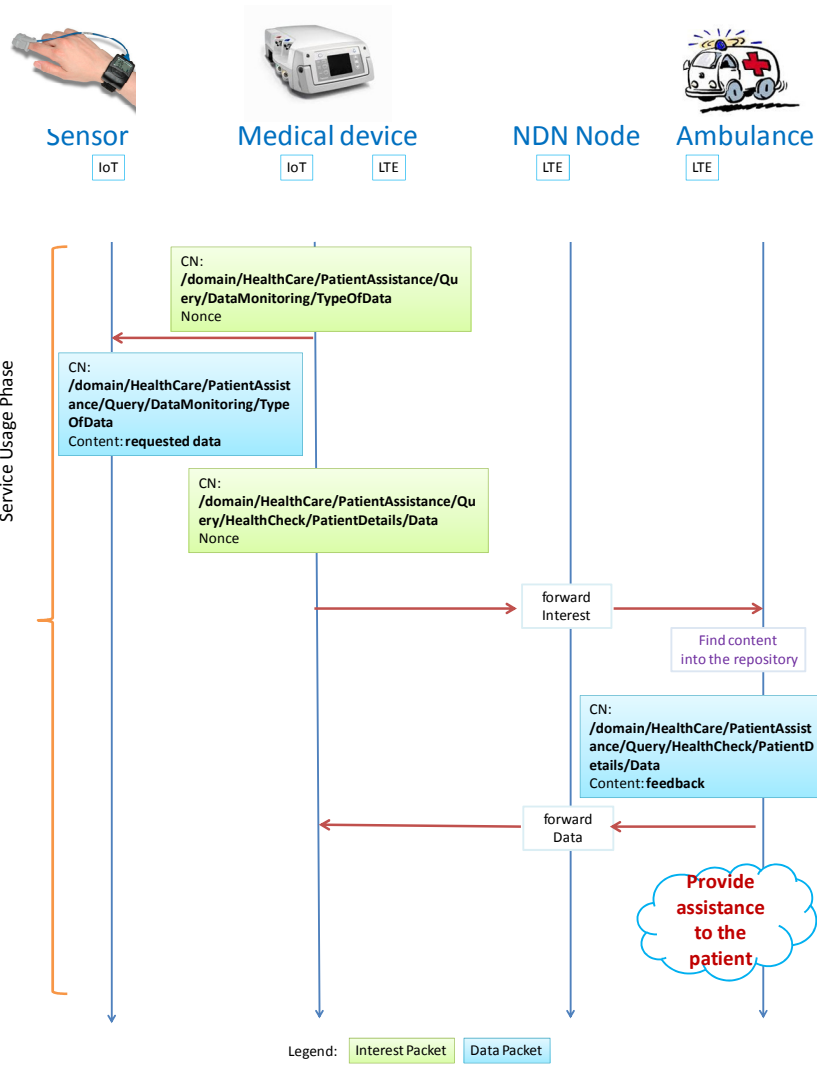 Sensor
Medical device
NDN Node
Ambulance
IoT
IoT
LTE
LTE
LTE
Service Usage Phase
CN:
/domain/HealthCare/PatientAssistance/Qu
ery/DataMonitoring/TypeOfData
Nonce
CN:
/domain/HealthCare/PatientAssist
ance/Query/DataMonitoring/Type
OfData
Content: requested data
CN:
/domain/HealthCare/PatientAssistance/Qu
ery/HealthCheck/PatientDetails/Data
Nonce
forward
Interest
Find content
into the repository
CN:
/domain/HealthCare/PatientAssist
ance/Query/HealthCheck/PatientD
etails/Data
Content: feedback
forward
Data
Provide
assistance
to the
patient
Legend:
Interest Packet
Data Packet